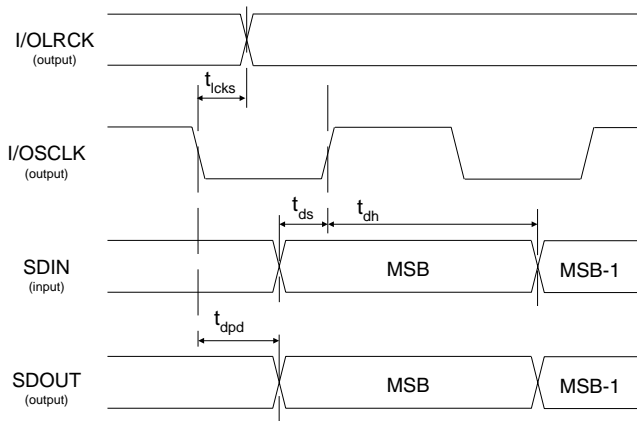 I/OLRCK
(output)
t_lcks
I/OSCLK
(output)
t_ds
t_dh
SDIN
(input)
MSB
MSB-1
t_dpd
SDOUT
(output)
MSB
MSB-1